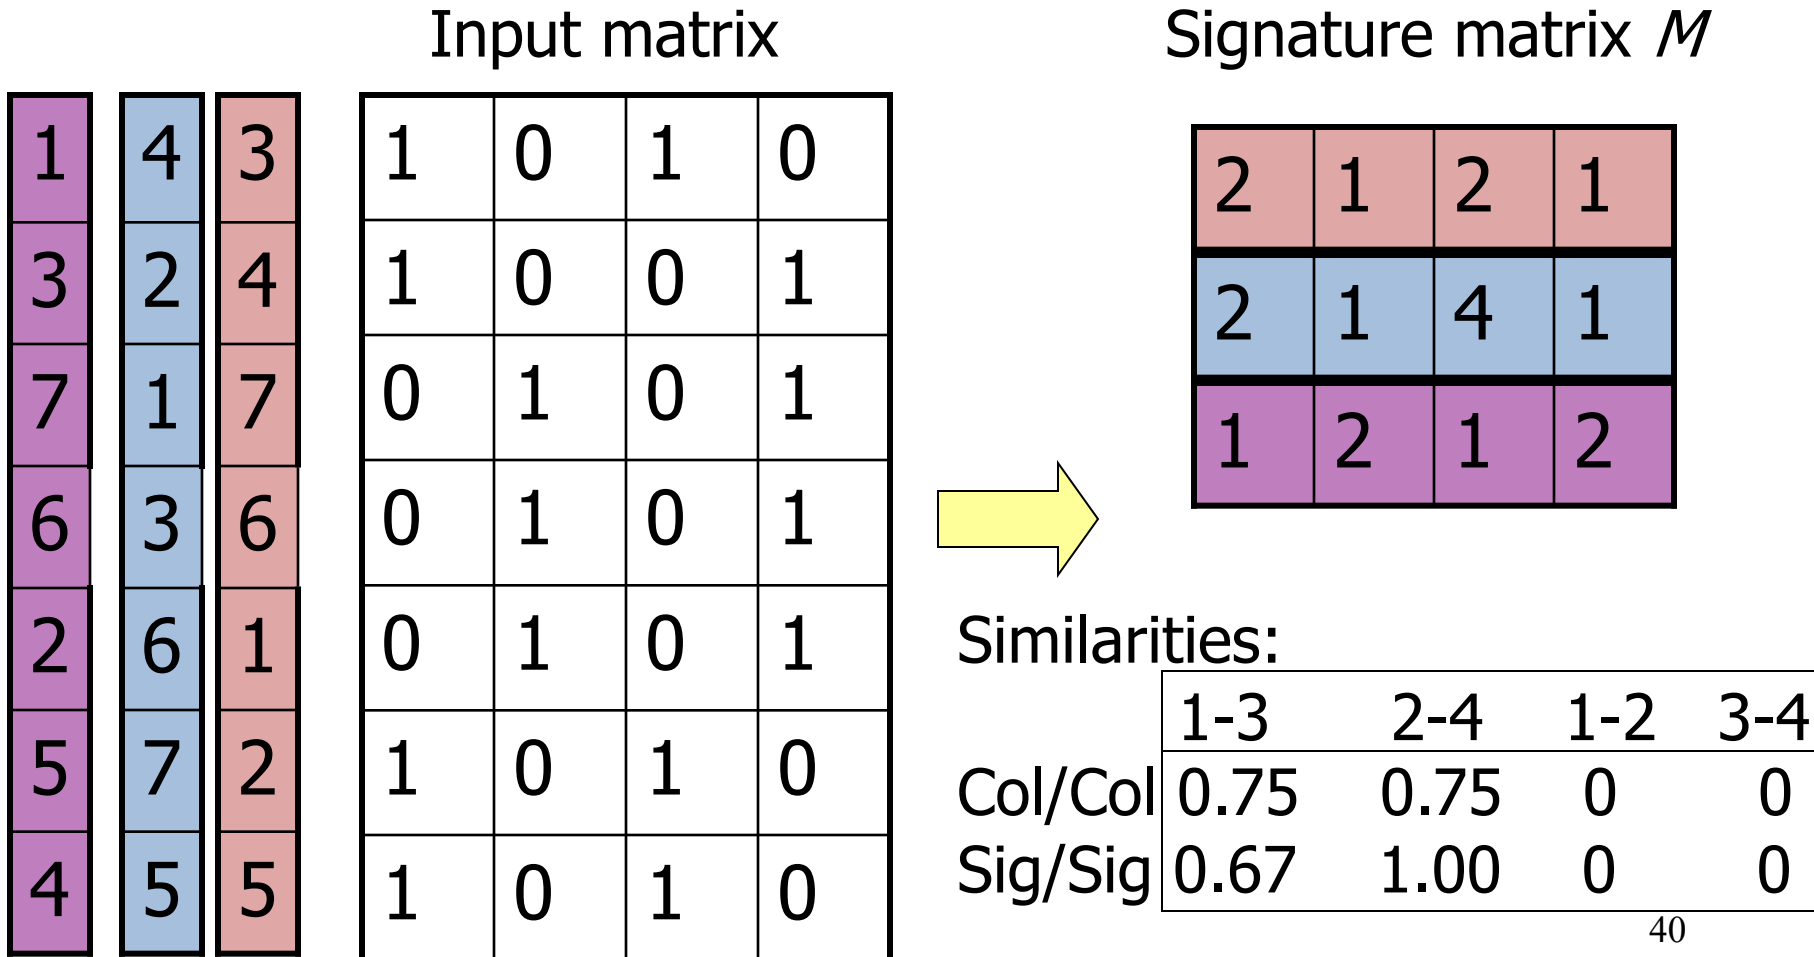 Input matrix Signature matrix M
1 4 3 1 0 1 0
3 2 4 1 0 0 1
7 1 7 0 1 0 1
6 3 6 0 1 0 1
2 6 1 0 1 0 1
5 7 2 1 0 1 0
4 5 5 1 0 1 0
2 1 2 1
2 1 4 1
1 2 1 2
Similarities:
1-3 2-4 1-2 3-4
Col/Col 0.75 0.75 0 0
Sig/Sig 0.67 1.00 0 0
40